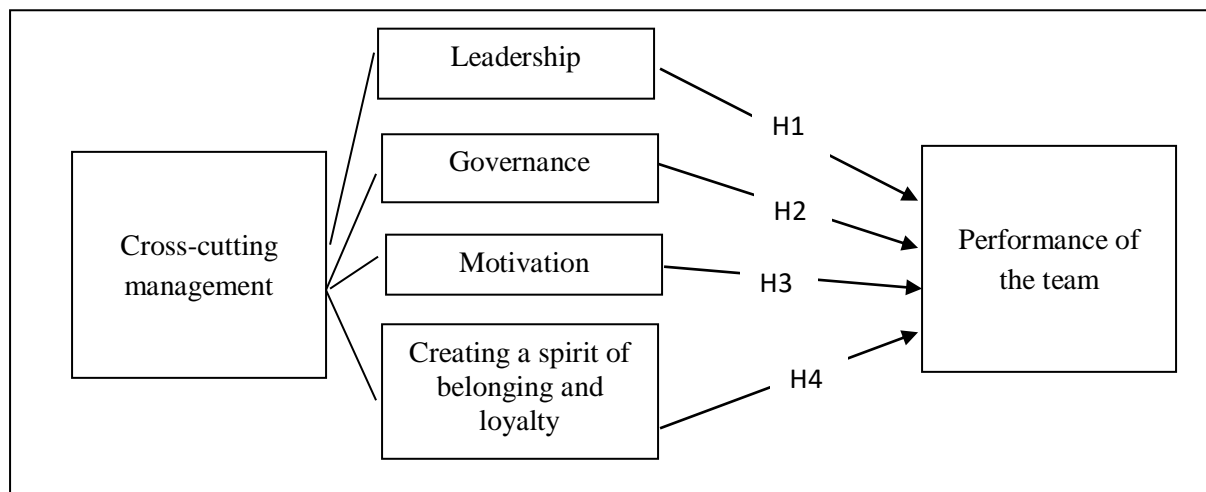 Leadership
H1
Governance
H2
Cross-cutting
management
Performance of
the team
Motivation
H3
Creating a spirit of
belonging and
loyalty
H4